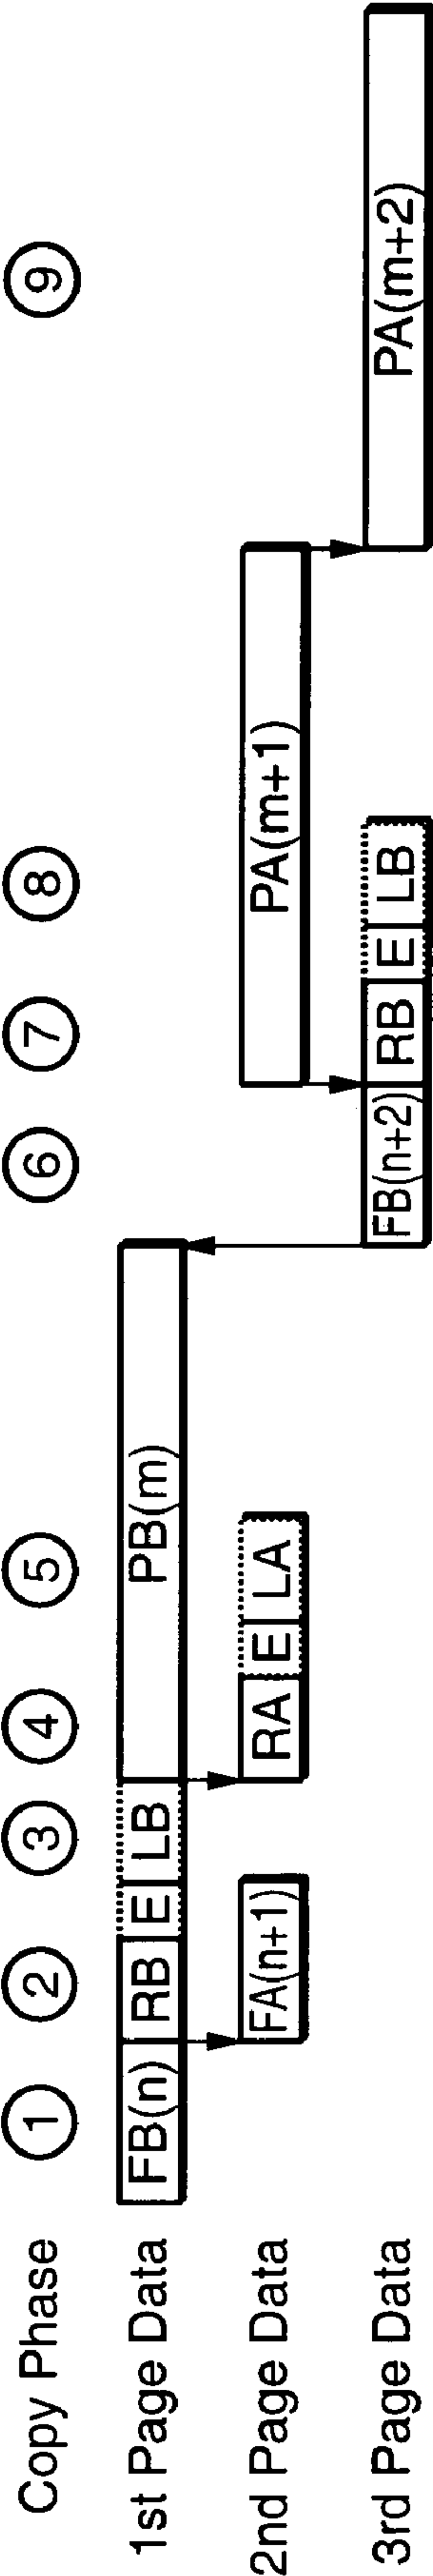 Copy Phase 1 2 3 4 5 6 7 8 9
1st Page Data FB(n) RB E LB PB(m)
2nd Page Data FA(n+1) RA E LA PA(m+1)
3rd Page Data FB(n+2) RB E LB PA(m+2)